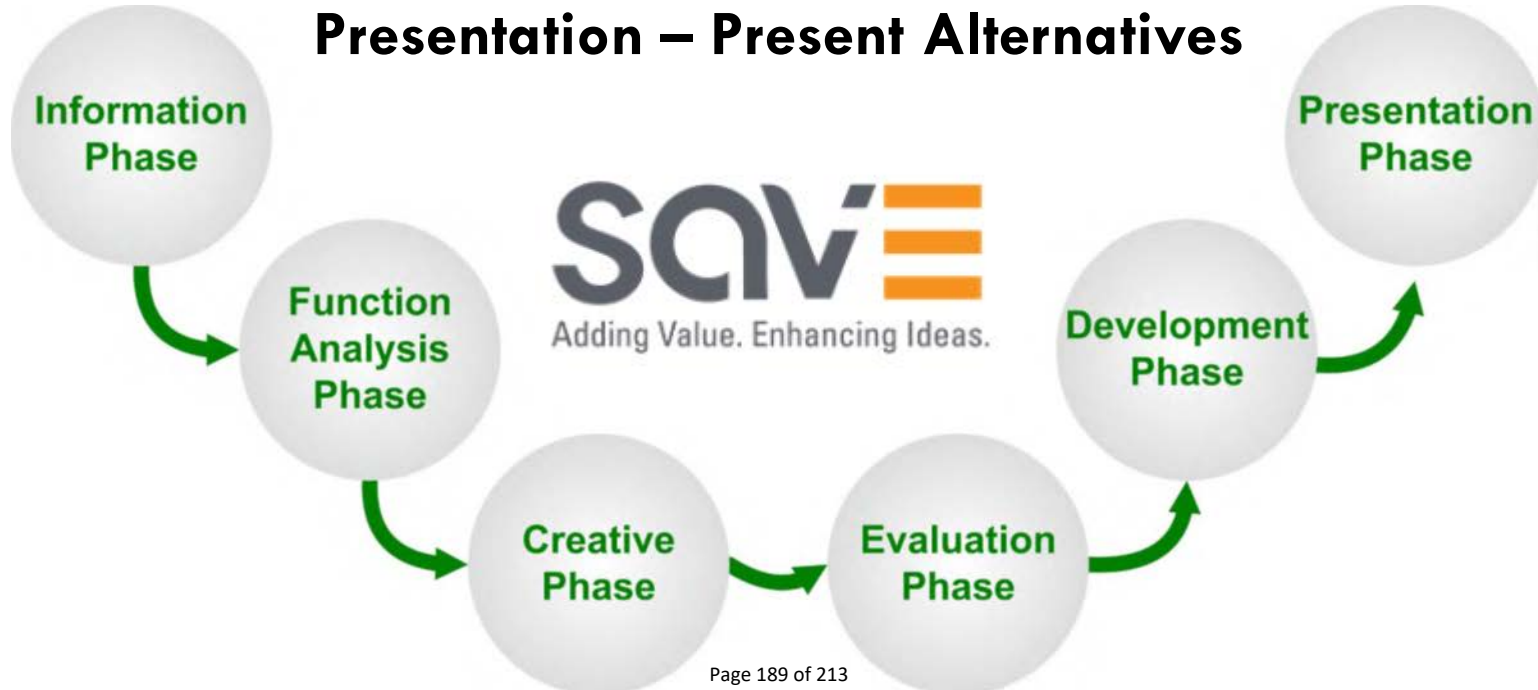 Presentation – Present Alternatives
Information
Phase
Function
Analysis
Phase
Creative
Phase
Evaluation
Phase
Development
Phase
Presentation
Phase
save
Adding Value. Enhancing Ideas.
Page 189 of 213